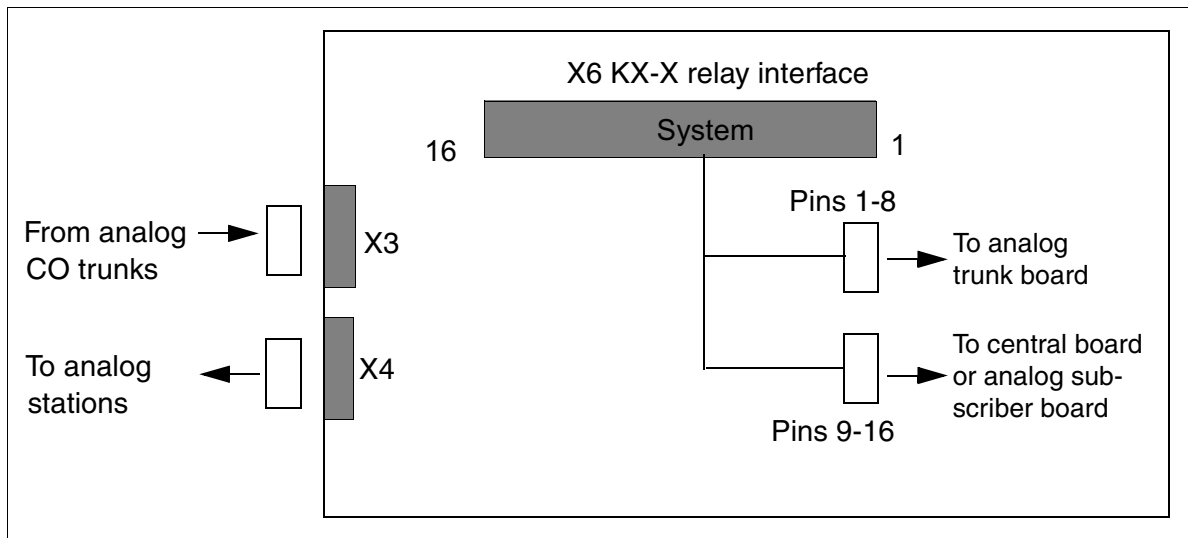 X6 KX-X relay interface
System
16
1
Pins 1-8
From analog
CO trunks
X3
To analog
trunk board
To analog
stations
X4
To central board
or analog sub-
scriber board
Pins 9-16